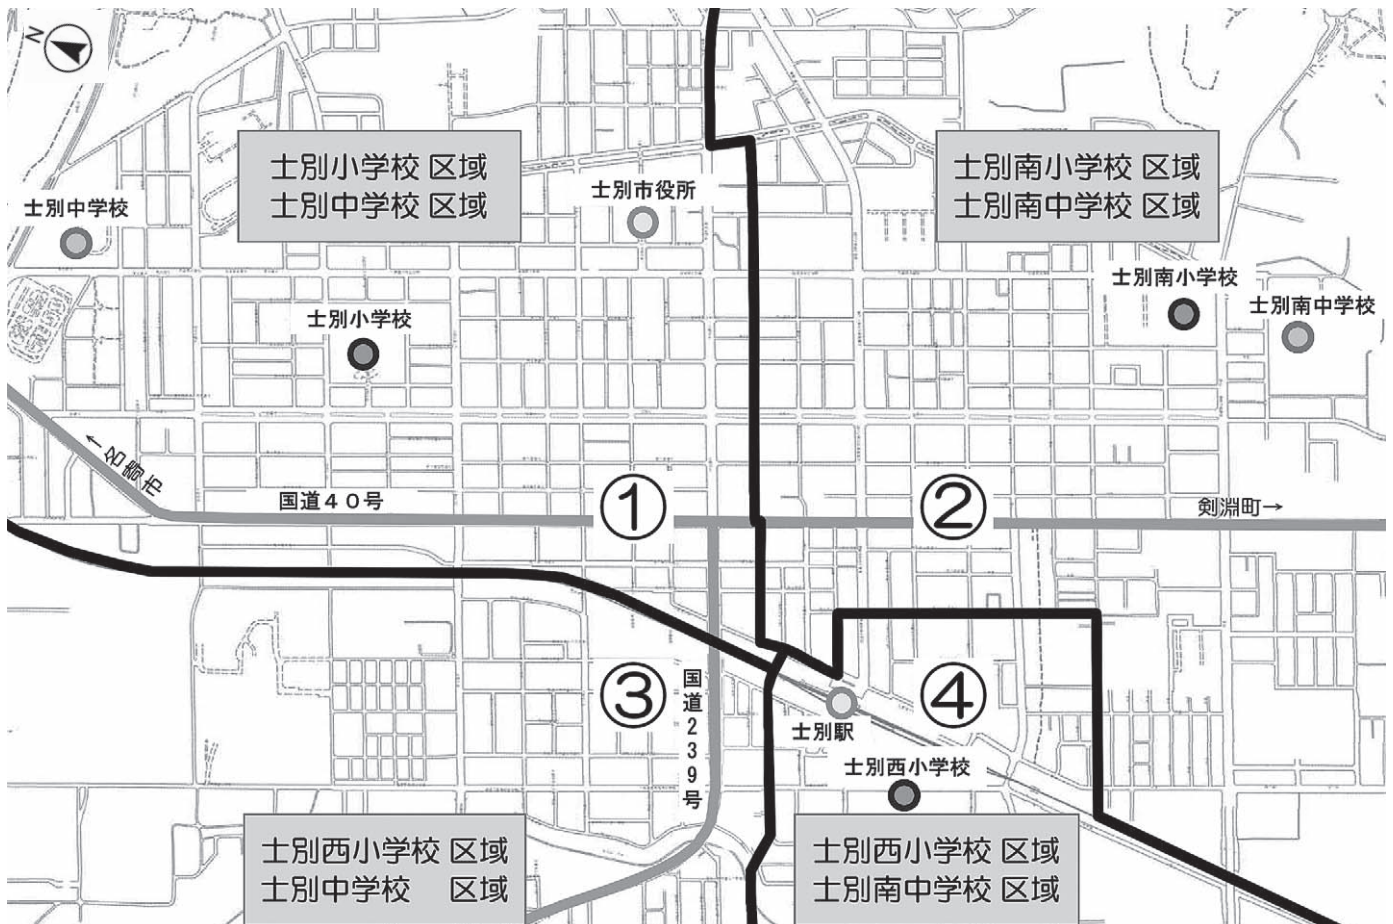 N
士別小学校 区域
士別中学校 区域
士別南小学校 区域
士別南中学校 区域
士別市役所
士別中学校
士別南小学校
士別南中学校
士別小学校
←名寄市
国道40号
①
②
剣淵町→
③
国道239号
④
士別駅
士別西小学校
士別西小学校 区域
士別中学校 区域
士別西小学校 区域
士別南中学校 区域